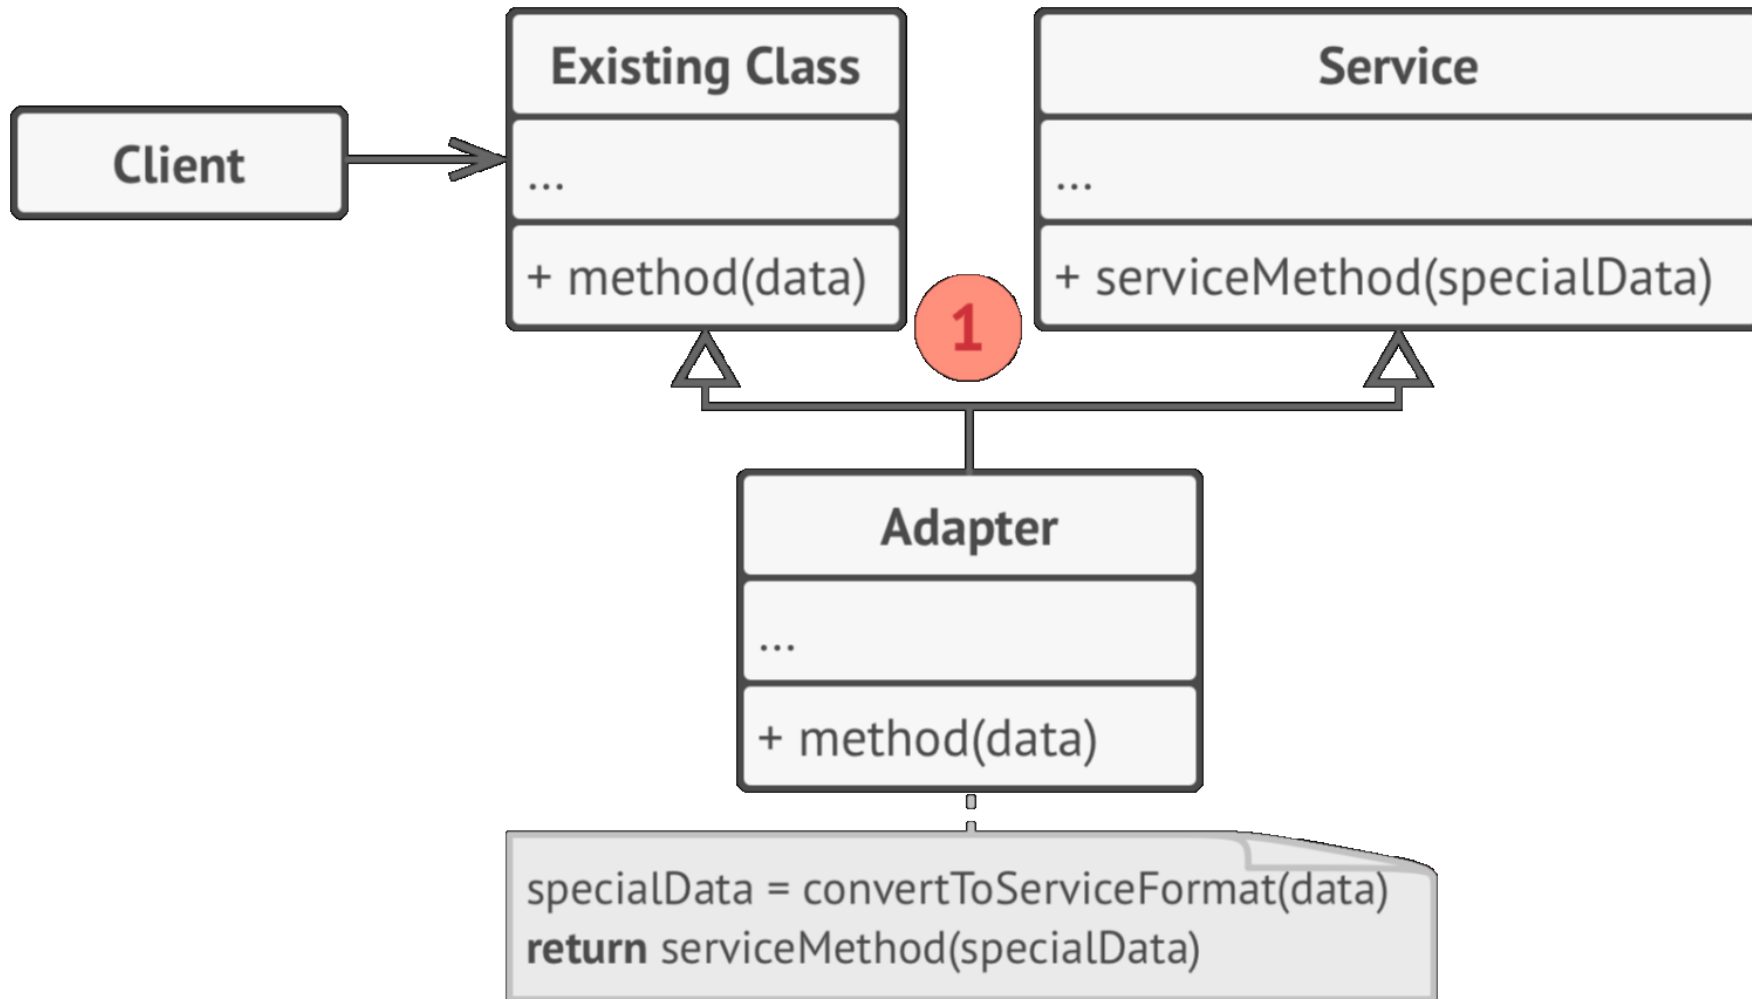 Client
Existing Class
...
+ method(data)
Service
...
+ serviceMethod(specialData)
1
Adapter
...
+ method(data)
specialData = convertToServiceFormat(data)
return serviceMethod(specialData)